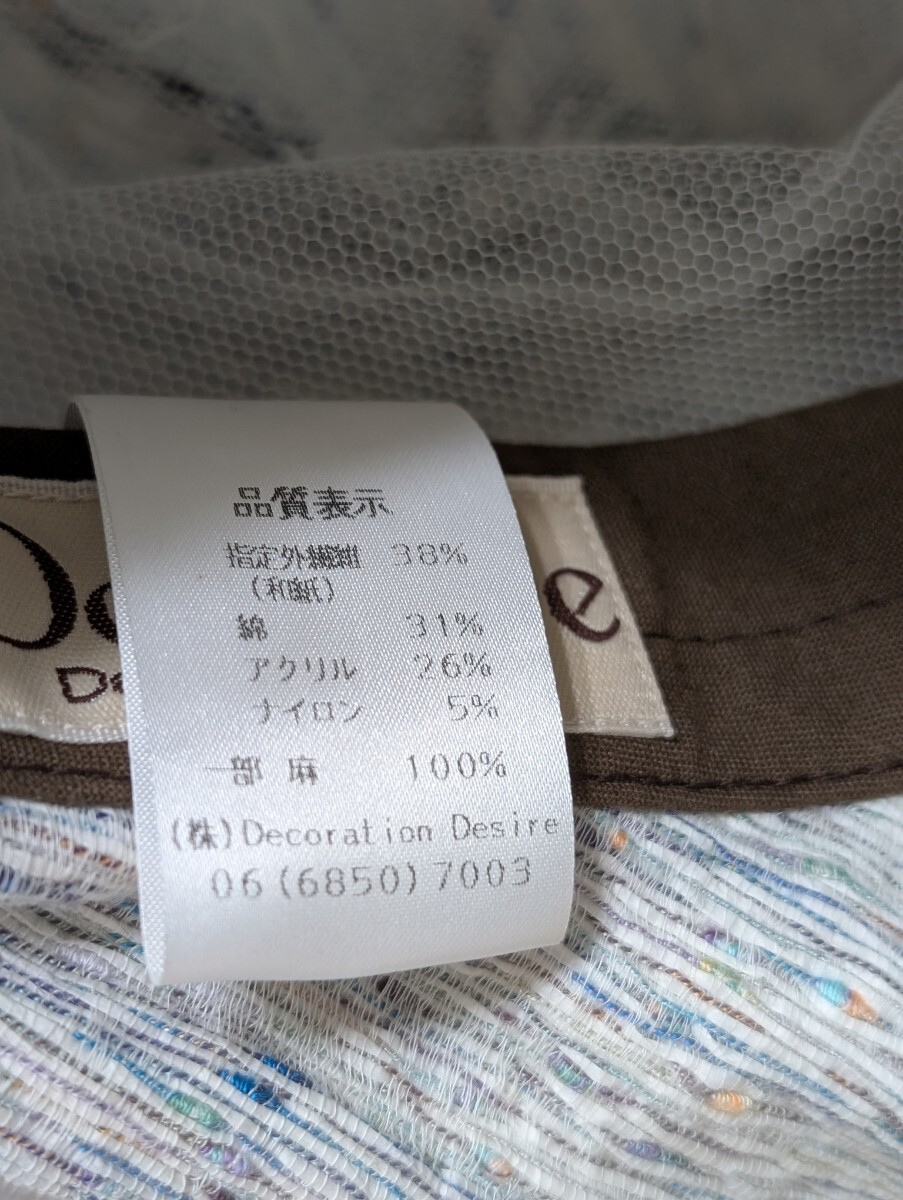 品質表示
指定外繊維 38%
(和紙)
綿 31%
アクリル 26%
ナイロン 5%
一部 麻 100%
(株)Decoration Desire
06(6850)7003
e